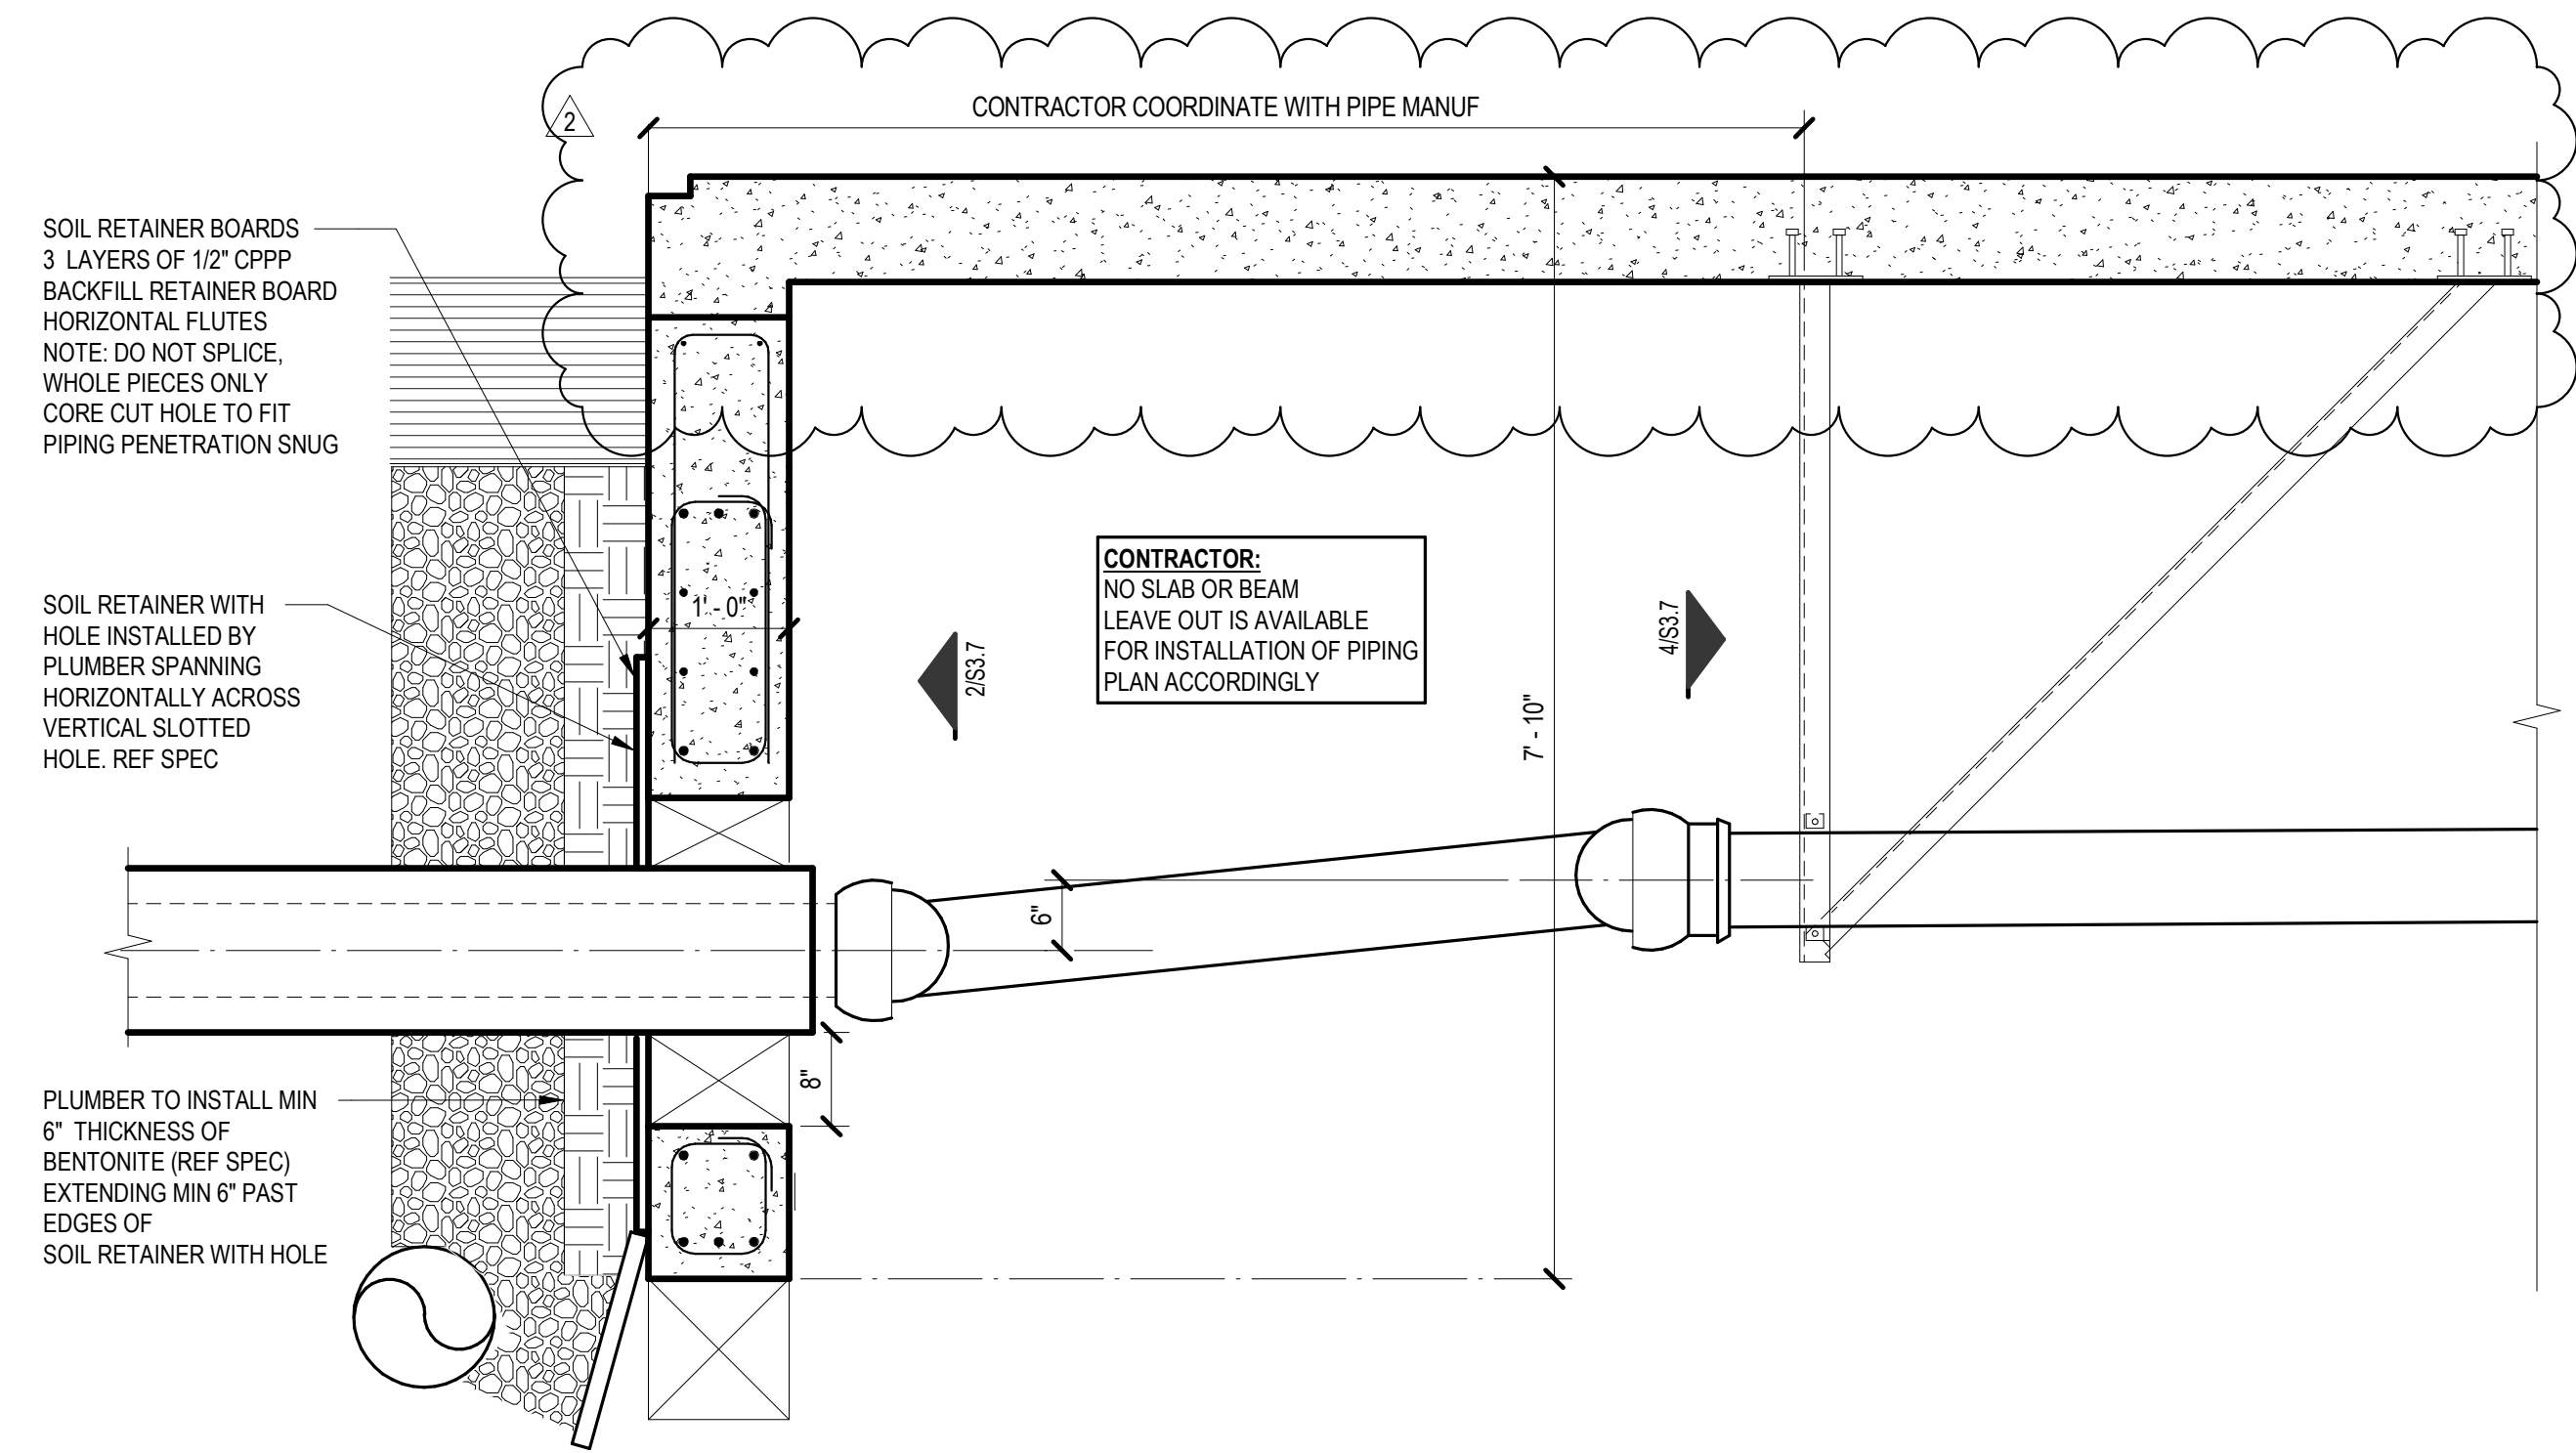 CONTRACTOR COORDINATE WITH PIPE MANUF
2
SOIL RETAINER BOARDS
3 LAYERS OF 1/2" CPPP
BACKFILL RETAINER BOARD
HORIZONTAL FLUTES
NOTE: DO NOT SPLICE,
WHOLE PIECES ONLY
CORE CUT HOLE TO FIT
PIPING PENETRATION SNUG
SOIL RETAINER WITH
HOLE INSTALLED BY
PLUMBER SPANNING
HORIZONTALLY ACROSS
VERTICAL SLOTTED
HOLE. REF SPEC
1' - 0"
2/S3.7
CONTRACTOR:
NO SLAB OR BEAM
LEAVE OUT IS AVAILABLE
FOR INSTALLATION OF PIPING
PLAN ACCORDINGLY
4/S3.7
7' - 10"
6"
8"
PLUMBER TO INSTALL MIN
6" THICKNESS OF
BENTONITE (REF SPEC)
EXTENDING MIN 6" PAST
EDGES OF
SOIL RETAINER WITH HOLE